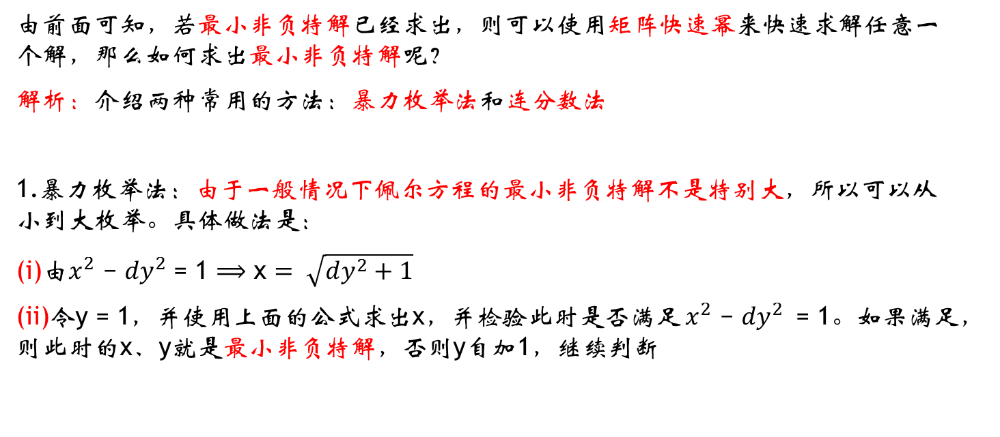 由前面可知，若最小非负特解已经求出，则可以使用矩阵快速幂来快速求解任意一
个解，那么如何求出最小非负特解呢？
解析：介绍两种常用的方法：暴力枚举法和连分数法
1.暴力枚举法：由于一般情况下佩尔方程的最小非负特解不是特别大，所以可以从
小到大枚举。具体做法是：
(i)由x² − dy² = 1 ⟹ x = √(dy² + 1)
(ii)令y = 1，并使用上面的公式求出x，并检验此时是否满足x² − dy² = 1。如果满足，
则此时的x、y就是最小非负特解，否则y自加1，继续判断